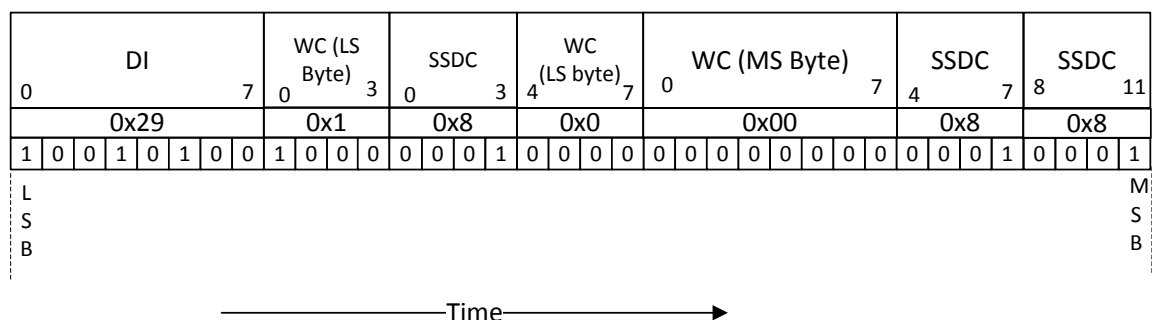 DI
WC (LS
Byte)
SSDC
WC
(LS byte)
WC (MS Byte)
SSDC
SSDC
0 7 0 3 0 3 4 7 0 7 4 7 8 11
0x29 0x1 0x8 0x0 0x00 0x8 0x8
1 0 0 1 0 1 0 0 1 0 0 0 0 0 0 1 0 0 0 0 0 0 0 0 0 0 0 0 0 0 0 1 0 0 0 1
L
S
B
M
S
B
Time